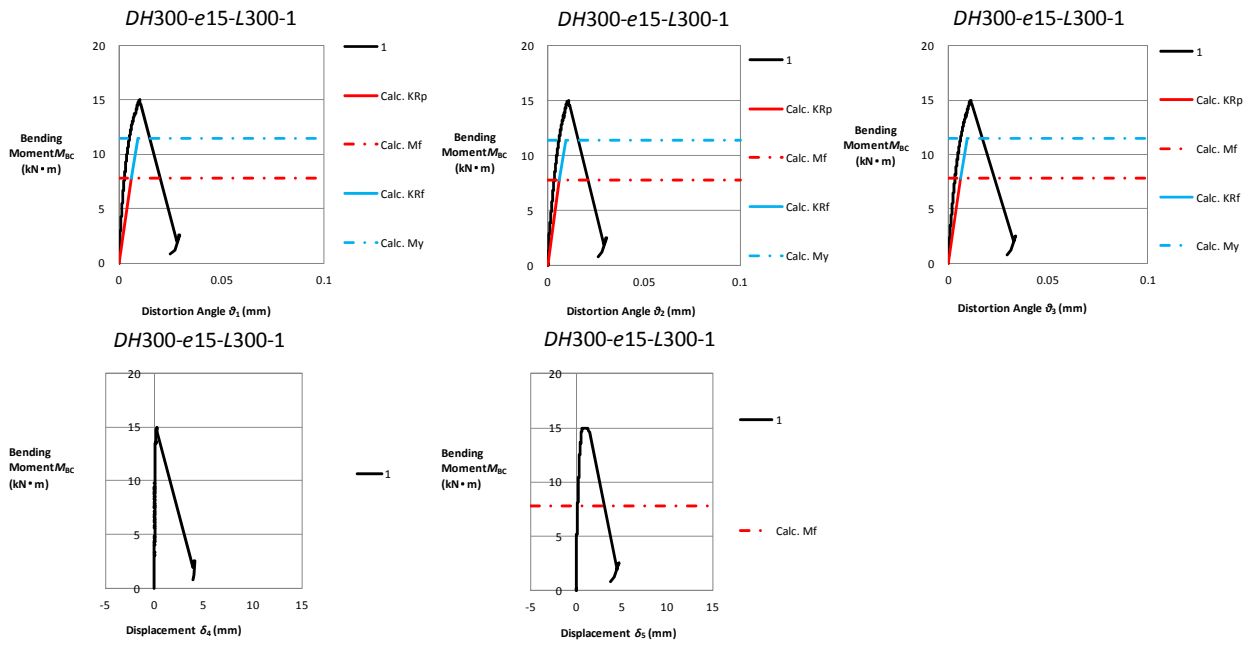 DH300-e15-L300-1
20
15
10
5
0
0
0.05
0.1
Bending
MomentM_BC
(kN•m)
Distortion Angle ϑ₁ (mm)
1
Calc. KRp
Calc. Mf
Calc. KRf
Calc. My
DH300-e15-L300-1
20
15
10
5
0
0
0.05
0.1
Bending
MomentM_BC
(kN•m)
Distortion Angle ϑ₂ (mm)
1
Calc. KRp
Calc. Mf
Calc. KRf
Calc. My
DH300-e15-L300-1
20
15
10
5
0
0
0.05
0.1
Bending
MomentM_BC
(kN•m)
Distortion Angle ϑ₃ (mm)
1
Calc. KRp
Calc. Mf
Calc. KRf
Calc. My
DH300-e15-L300-1
20
15
10
5
0
-5
0
5
10
15
Bending
MomentM_BC
(kN•m)
Displacement δ₄ (mm)
1
DH300-e15-L300-1
20
15
10
5
0
-5
0
5
10
15
Bending
MomentM_BC
(kN•m)
Displacement δ₅ (mm)
1
Calc. Mf